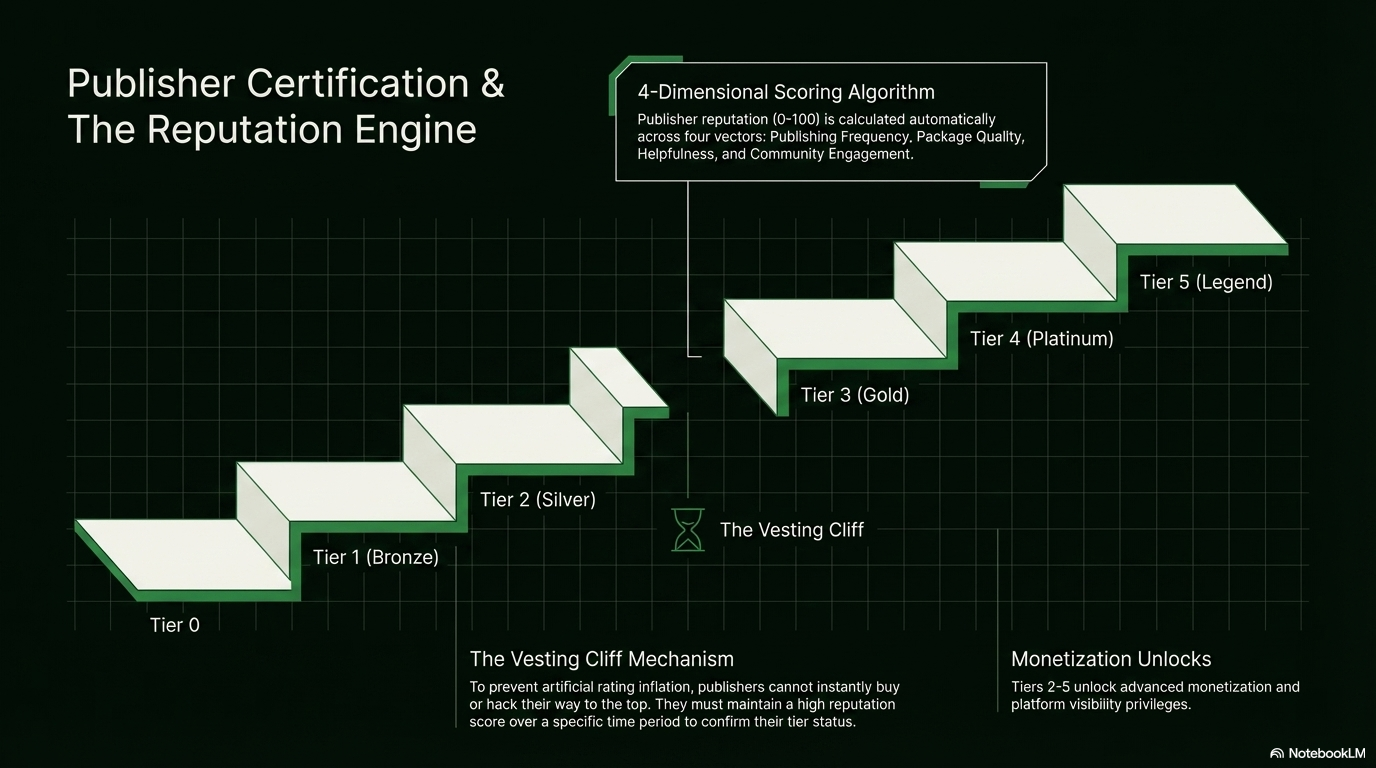 Publisher Certification &
The Reputation Engine
4-Dimensional Scoring Algorithm
Publisher reputation (0-100) is calculated automatically
across four vectors: Publishing Frequency, Package Quality,
Helpfulness, and Community Engagement.
Tier 5 (Legend)
Tier 4 (Platinum)
Tier 3 (Gold)
Tier 2 (Silver)
The Vesting Cliff
Tier 1 (Bronze)
Tier 0
The Vesting Cliff Mechanism
To prevent artificial rating inflation, publishers cannot instantly buy
or hack their way to the top. They must maintain a high reputation
score over a specific time period to confirm their tier status.
Monetization Unlocks
Tiers 2-5 unlock advanced monetization and
platform visibility privileges.
NotebookLM